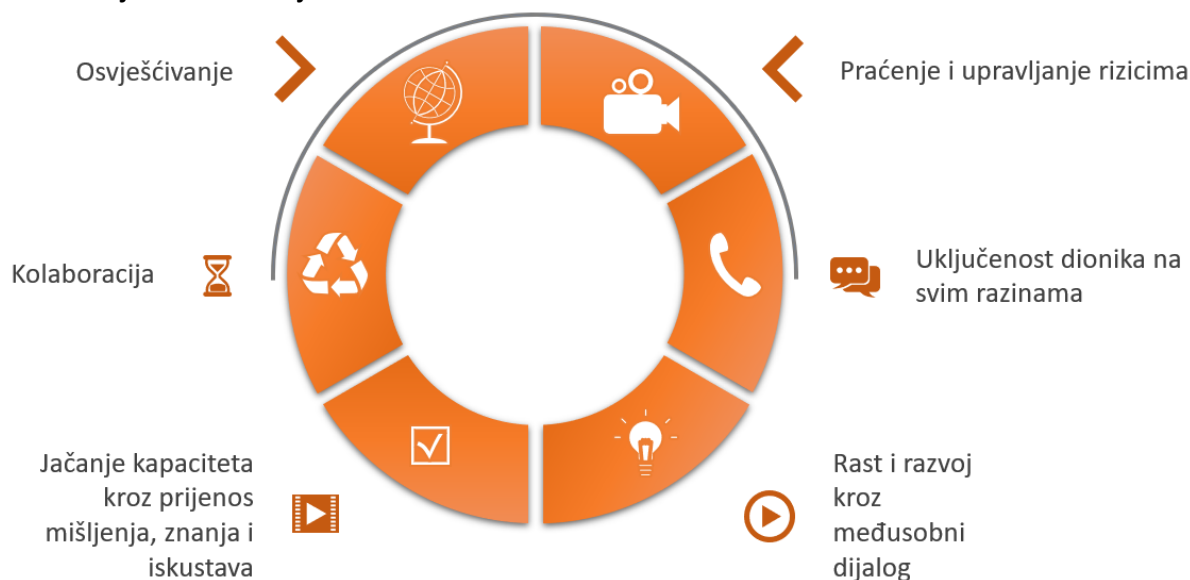 Osvješćivanje
Praćenje i upravljanje rizicima
Kolaboracija
Uključenost dionika na
svim razinama
Jačanje kapaciteta
kroz prijenos
mišljenja, znanja i
iskustava
Rast i razvoj
kroz
međusobni
dijalog